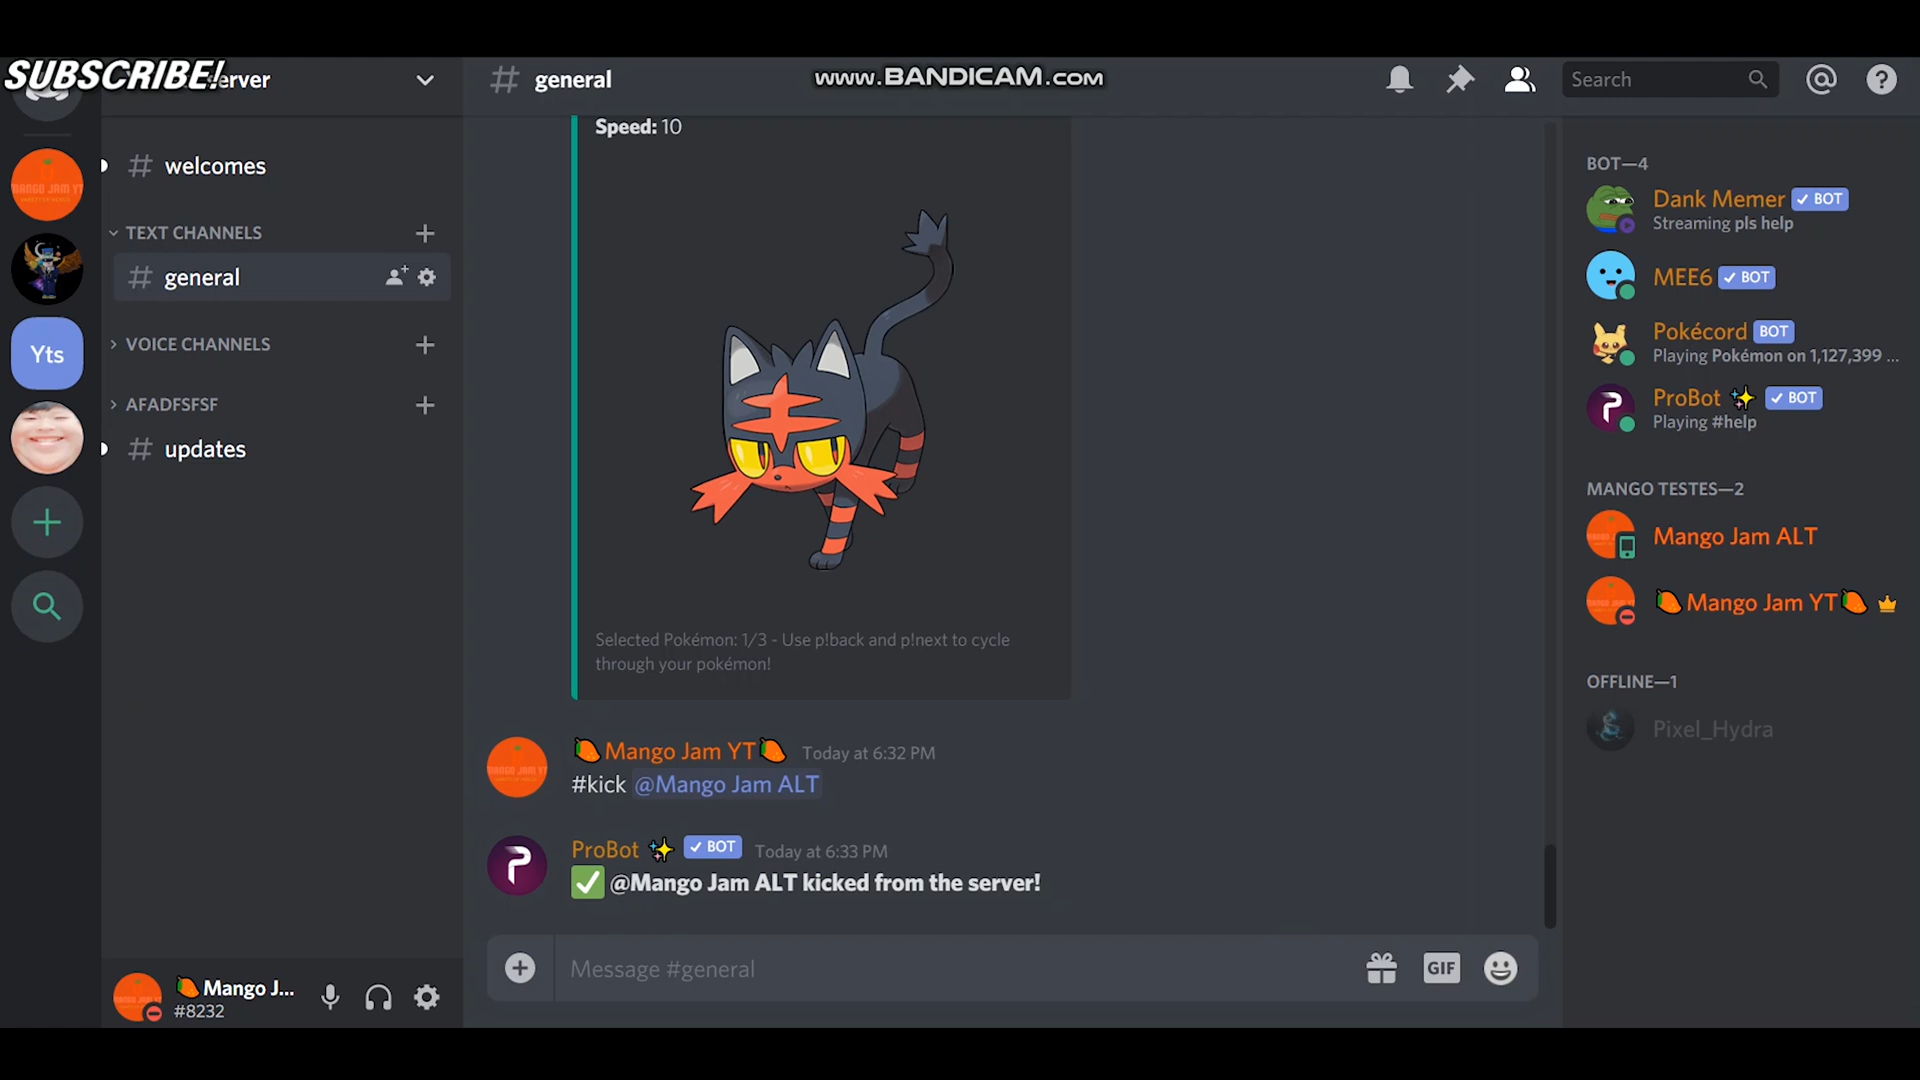 SUBSCRIBE!
erver
general
www.BANDICAM.com
Search
Speed: 10
welcomes
TEXT CHANNELS
general
VOICE CHANNELS
AFADFSFSF
updates
Yts
MANGO JAM YT
Selected Pokémon: 1/3 - Use p!back and p!next to cycle
through your pokémon!
Mango Jam YT Today at 6:32 PM
#kick @Mango Jam ALT
ProBot ✓ BOT Today at 6:33 PM
@Mango Jam ALT kicked from the server!
Message #general
GIF
Mango J...
#8232
BOT—4
Dank Memer ✓ BOT
Streaming pls help
MEE6 ✓ BOT
Pokécord BOT
Playing Pokémon on 1,127,399 ...
ProBot ✓ BOT
Playing #help
MANGO TESTES—2
Mango Jam ALT
Mango Jam YT
OFFLINE—1
Pixel_Hydra